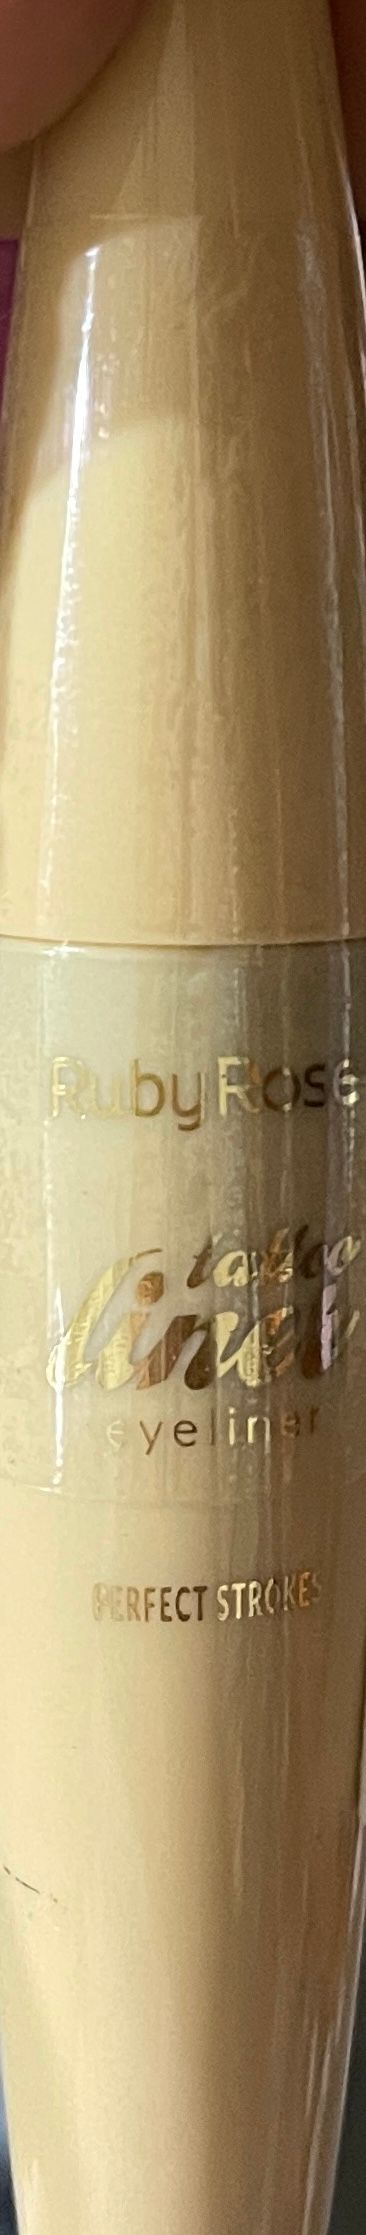 RubyRose
tattoo
liner
eyeliner
PERFECT STROKES